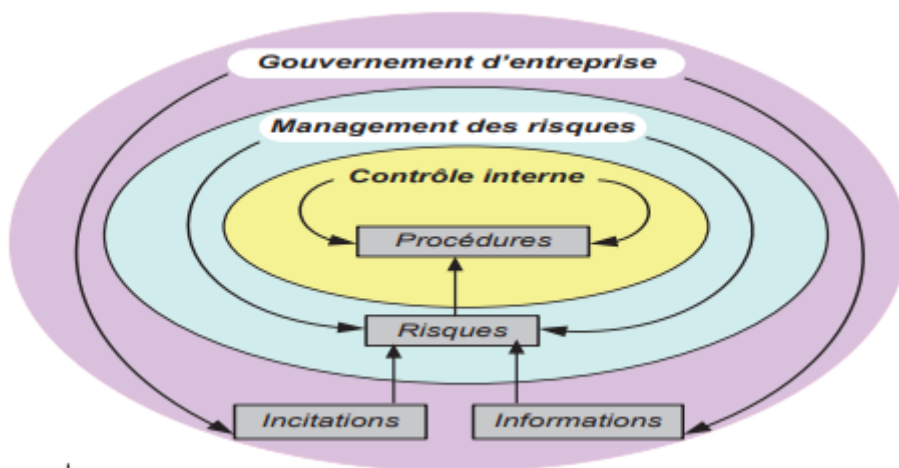 Gouvernement d'entreprise
Management des risques
Contrôle interne
Procédures
Risques
Incitations
Informations